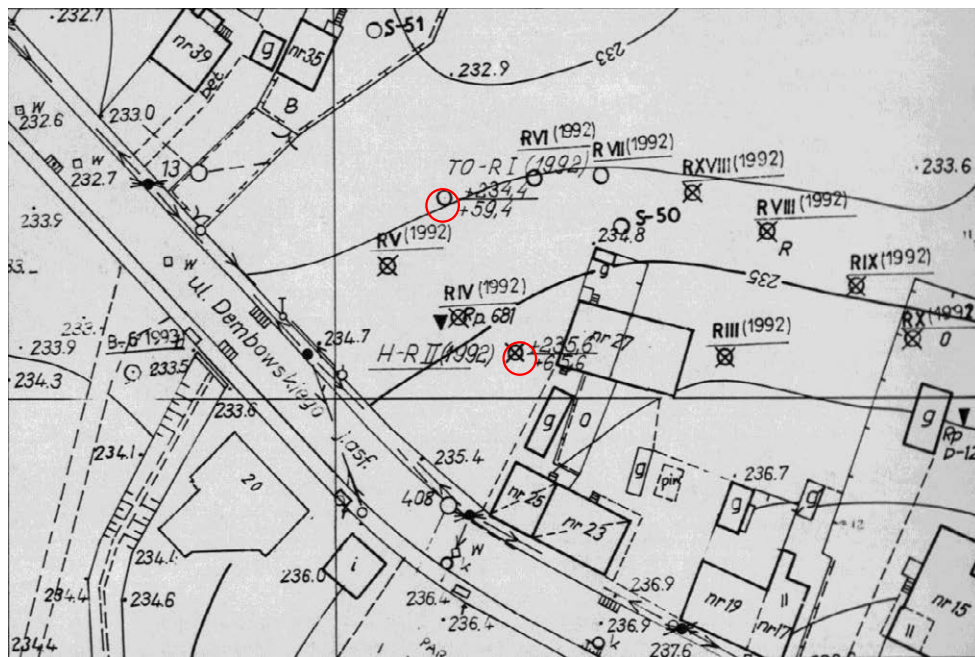 232.7
nr 39
g
nr 35
S-51
232.9
233
B
W
232.6
233.0
W
232.7
13
RVI (1992)
RVII (1992)
TO-RI (1992)
+234.4
+59.4
RXVIII (1992)
233.6
233.9
RV (1992)
S-50
234.8
RVIII (1992)
R
W
g
235
RIX (1992)
ul. Dembowskiego
T
RIV (1992)
Rp. 681
nr 27
RIII (1992)
RX (1992)
0
233.9
234.3
233.5
234.7
H-RII (1992)
+235.6
+615.6
233.6
j.asf.
g
0
g
Rp
D-12
234.1
20
235.4
408
nr 25
nr 23
g
236.7
g
g
234.4
234.6
236.0
i
W
k
236.4
236.4
236.9
236.9
k
237.6
nr 19
II
nr 17
nr 15
II
234.4
234.4
PAR